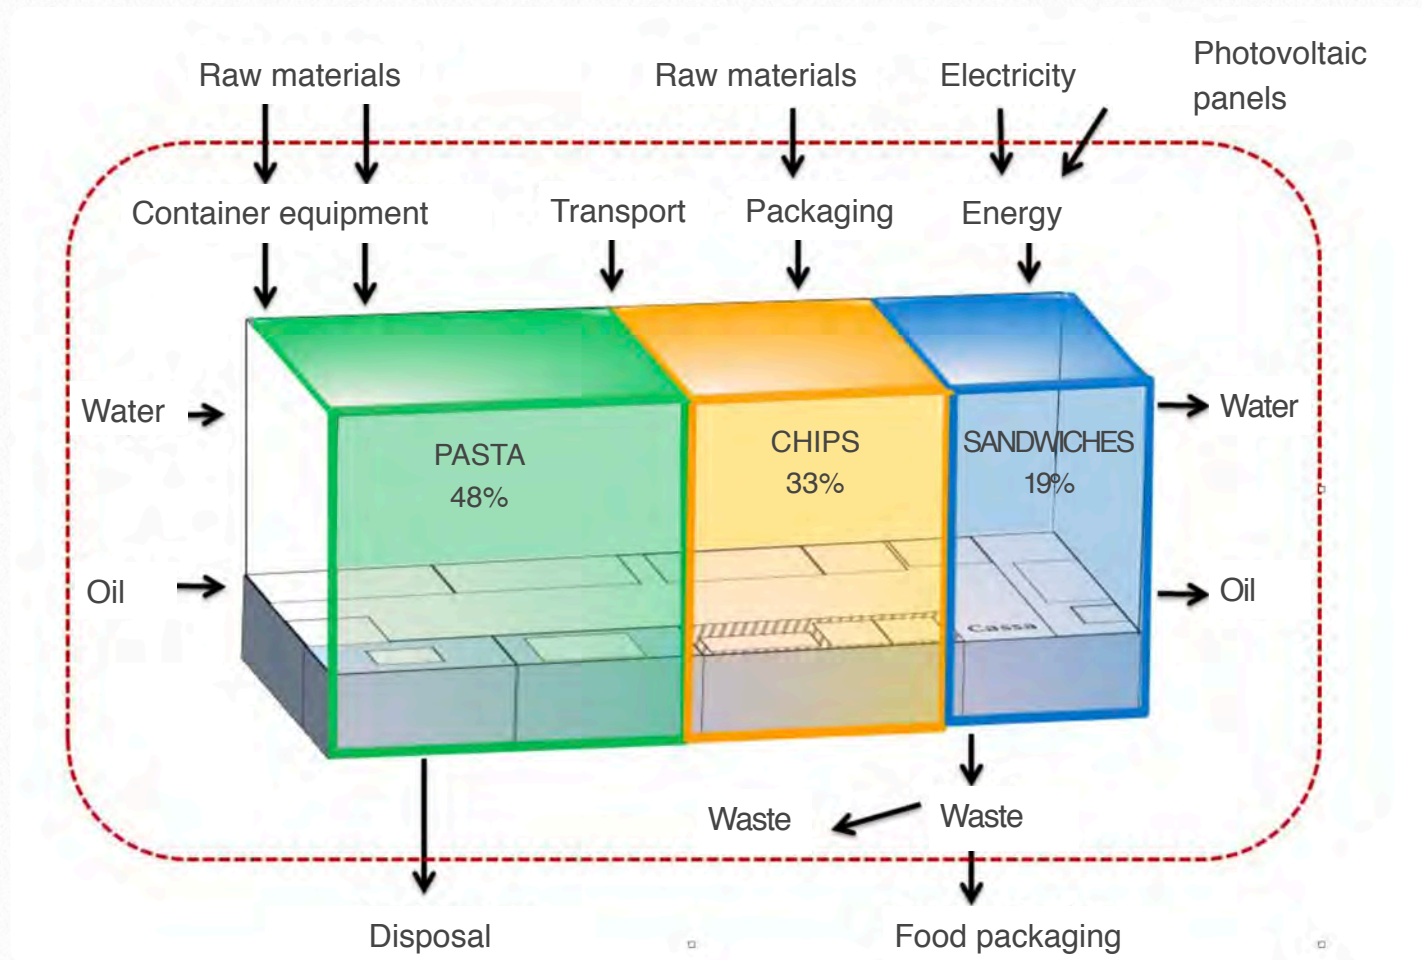 Raw materials
Raw materials
Electricity
Photovoltaic
panels
Container equipment
Transport
Packaging
Energy
Water
PASTA
48%
CHIPS
33%
SANDWICHES
19%
Water
Oil
Oil
Cassa
Waste
Waste
Disposal
Food packaging